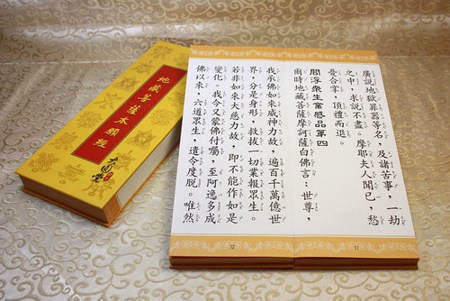 地藏菩薩本願經
廣說地獄罪器等名，及諸苦事，一劫
之中，求說不盡。摩耶夫人聞已，愁
憂合掌，頂禮而退。
閻浮眾生業感品第四
爾時地藏菩薩摩訶薩白佛言：世尊，
我承佛如來威神力故，遍百千萬億世
界，分是身形，救拔一切業報眾生。
若非如來大慈力故，即不能作如是
變化。我今又蒙佛付囑，至阿逸多成
佛以來，六道眾生，遣令度脫。唯然